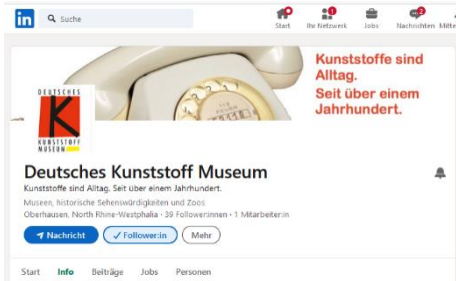 in
Suche
1
2
Start
Ihr Netzwerk
Jobs
Nachrichten
Mitte
Kunststoffe sind
Alltag.
Seit über einem
Jahrhundert.
DEUTSCHES
K
KUNSTSTOFF
MUSEUM
Deutsches Kunststoff Museum
Kunststoffe sind Alltag. Seit über einem Jahrhundert.
Museen, historische Sehenswürdigkeiten und Zoos
Oberhausen, North Rhine-Westphalia · 39 Follower:innen · 1 Mitarbeiter:in
Nachricht
Follower:in
Mehr
Start Info Beiträge Jobs Personen